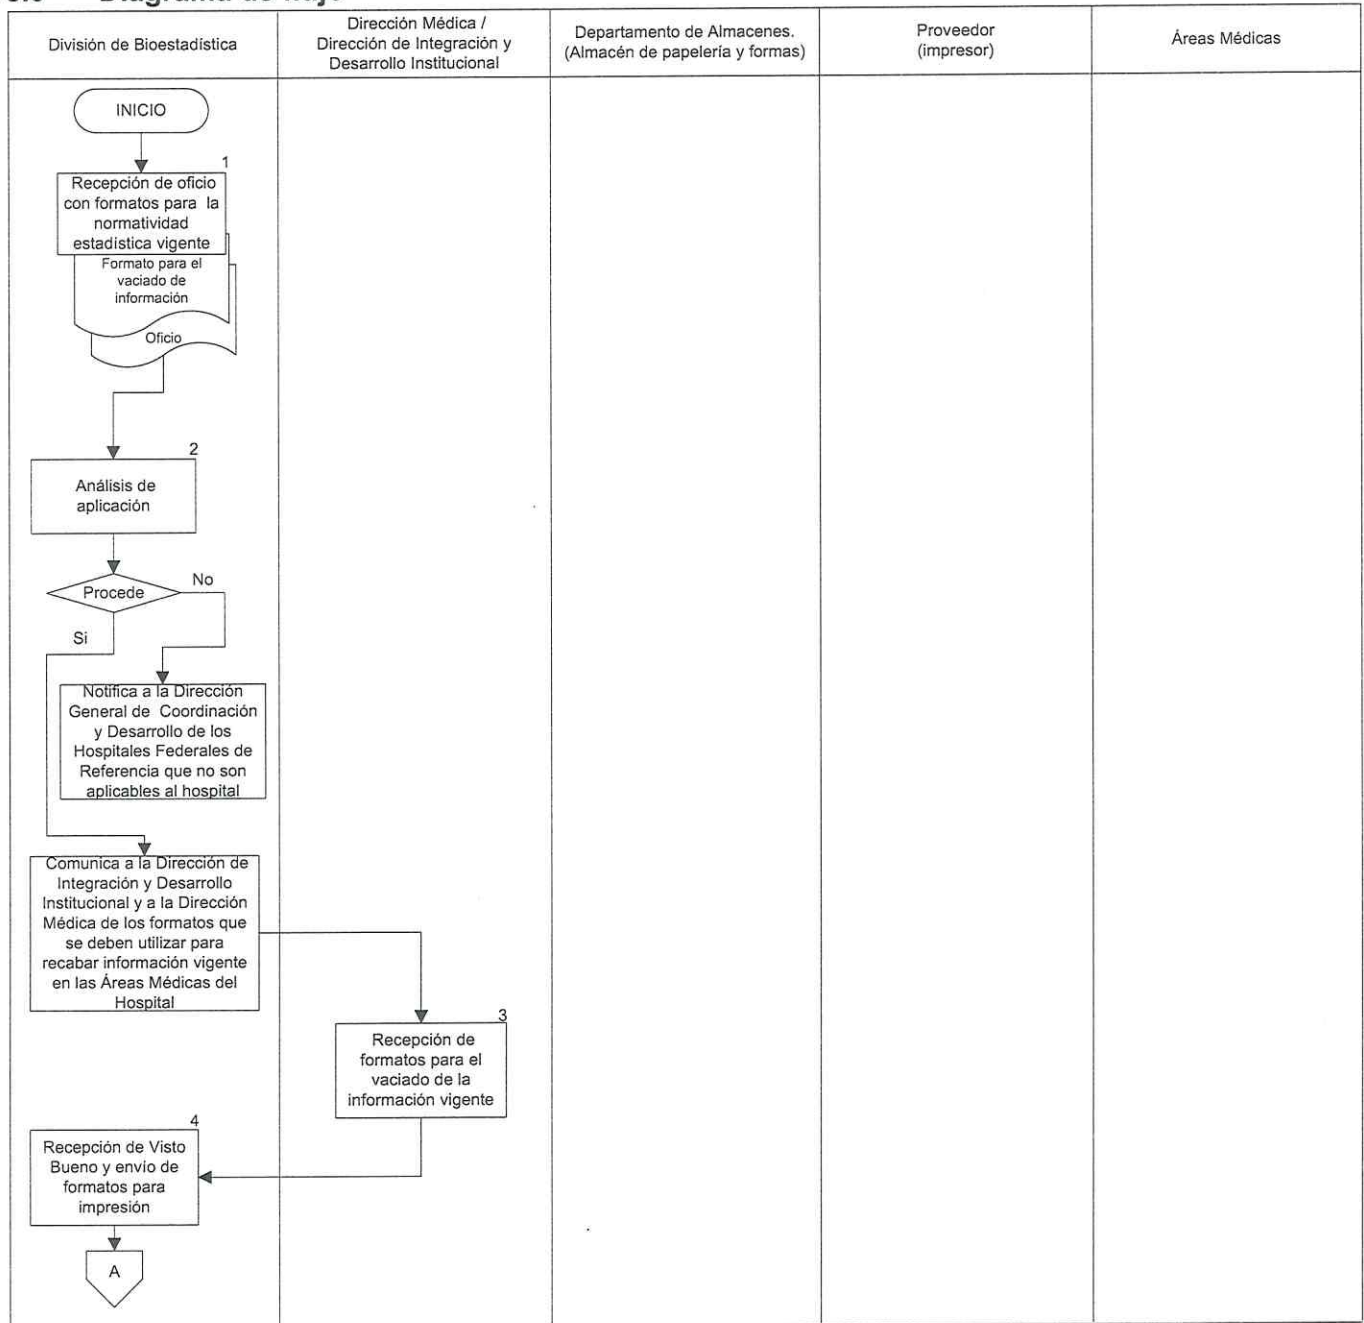 División de Bioestadística
Dirección Médica /
Dirección de Integración y
Desarrollo Institucional
Departamento de Almacenes.
(Almacén de papelería y formas)
Proveedor
(impresor)
Áreas Médicas
INICIO
1
Recepción de oficio
con formatos para la
normatividad
estadística vigente
Formato para el
vaciado de
información
Oficio
2
Análisis de
aplicación
Procede
No
Si
Notifica a la Dirección
General de Coordinación
y Desarrollo de los
Hospitales Federales de
Referencia que no son
aplicables al hospital
Comunica a la Dirección de
Integración y Desarrollo
Institucional y a la Dirección
Médica de los formatos que
se deben utilizar para
recabar información vigente
en las Áreas Médicas del
Hospital
3
Recepción de
formatos para el
vaciado de la
información vigente
4
Recepción de Visto
Bueno y envío de
formatos para
impresión
A